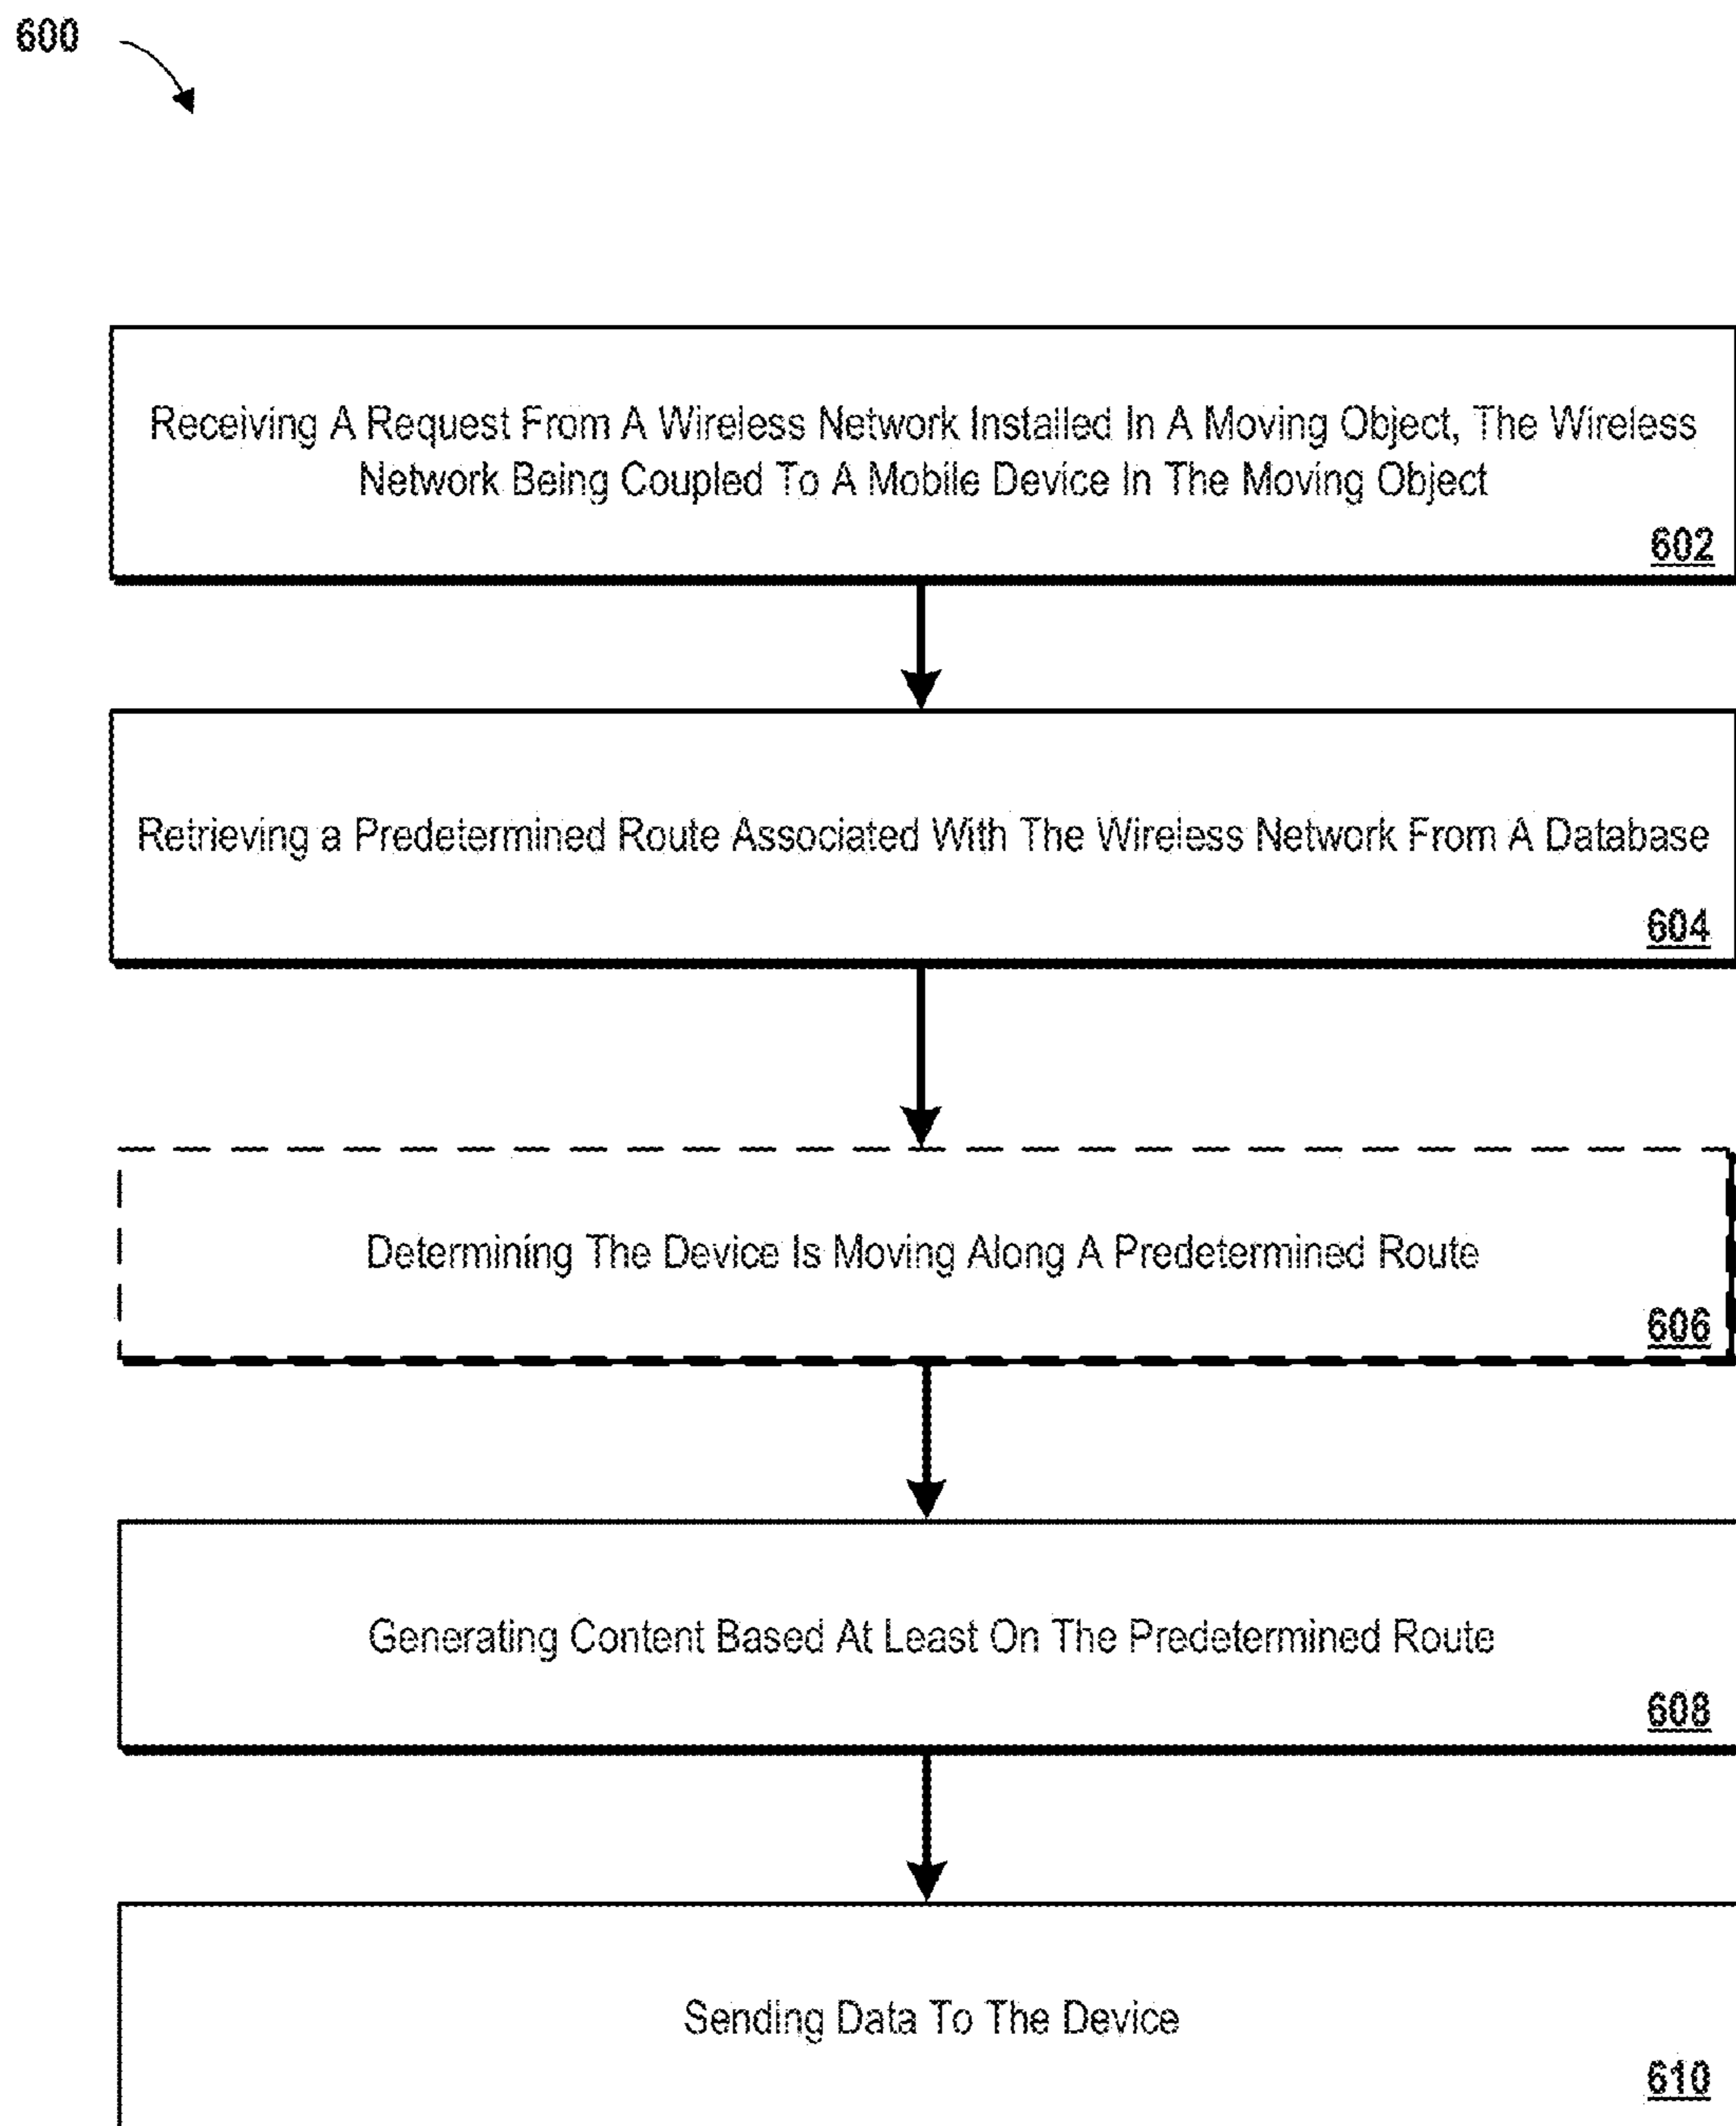 600
Receiving A Request From A Wireless Network Installed In A Moving Object, The Wireless
Network Being Coupled To A Mobile Device In The Moving Object
602
Retrieving a Predetermined Route Associated With The Wireless Network From A Database
604
Determining The Device Is Moving Along A Predetermined Route
606
Generating Content Based At Least On The Predetermined Route
608
Sending Data To The Device
610